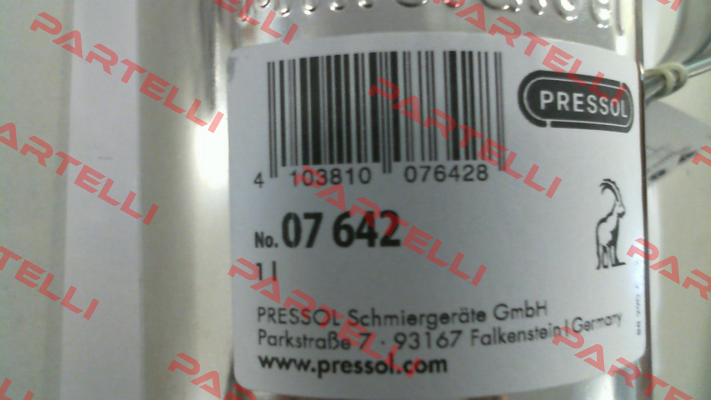 PRESSOL
4 103810 076428
No. 07 642
1 l
PRESSOL Schmiergeräte GmbH
Parkstraße 7 · 93167 Falkenstein | Germany
www.pressol.com
PARTELLI
PARTELLI
PARTELLI
PARTELLI
PARTELLI
PARTELLI
PARTELLI
PARTELLI
PARTELLI